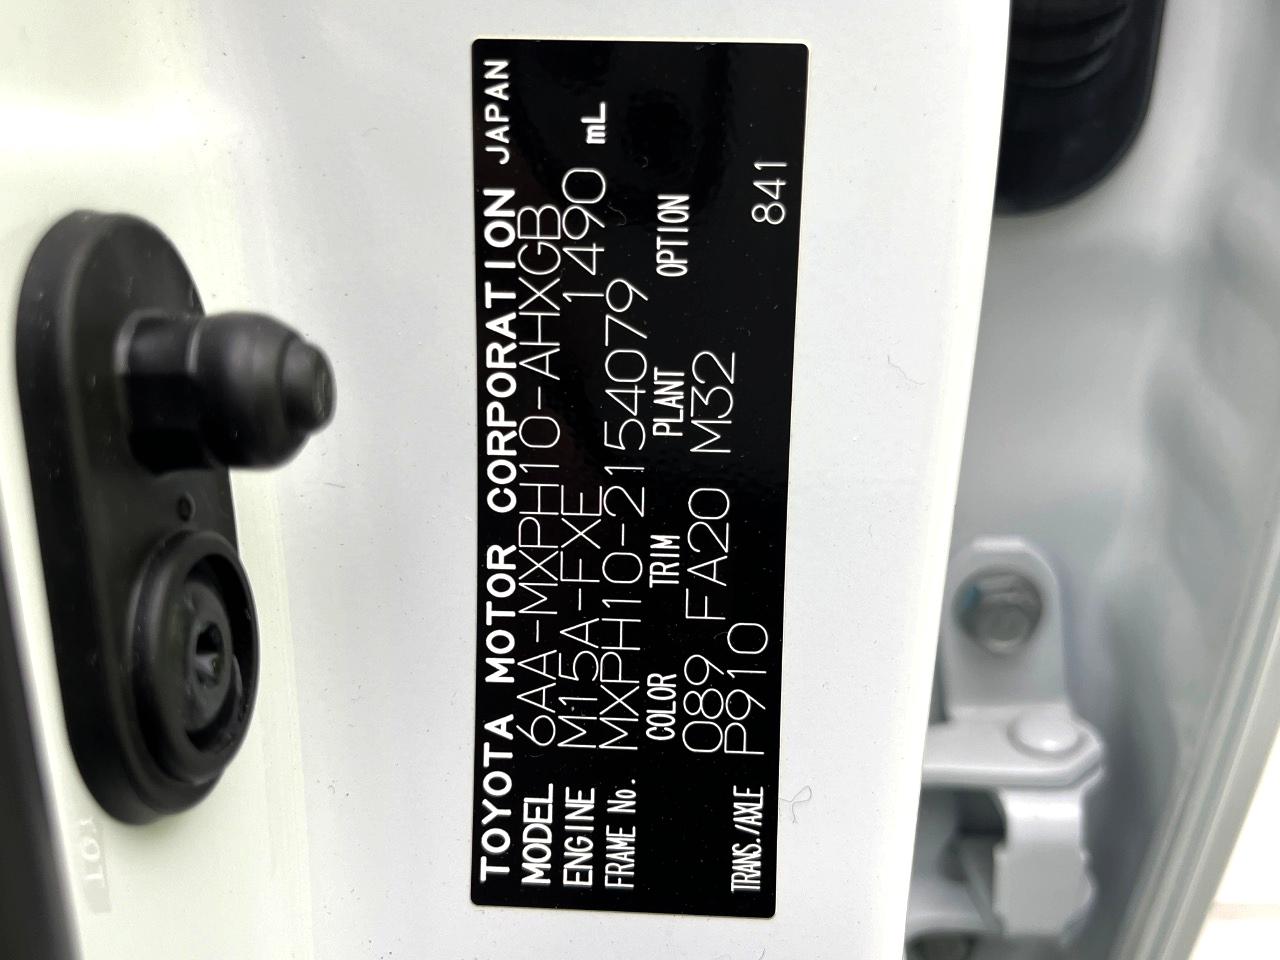 TOYOTA MOTOR CORPORATION JAPAN
MODEL 6AA-MXPH10-AHXGB
ENGINE M15A-FXE 1490 mL
FRAME No. MXPH10-2154079
COLOR TRIM PLANT OPTION
089 FA20 M32
TRANS./AXLE P910 841